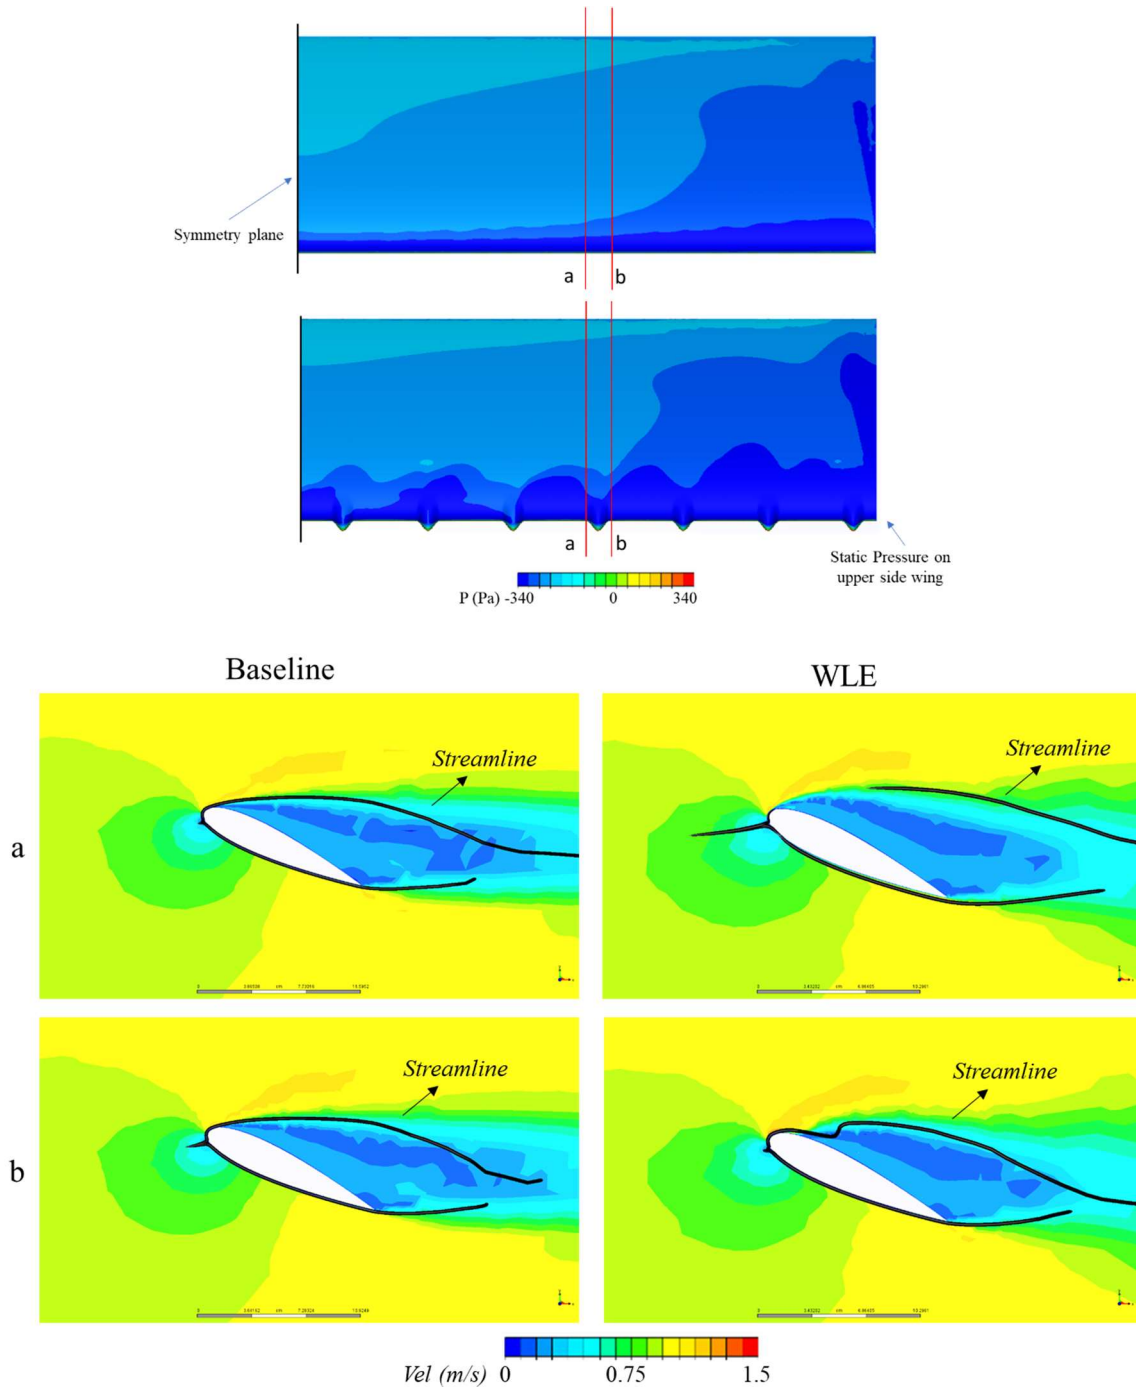 Symmetry plane
a
b
a
b
Static Pressure on
upper side wing
P (Pa) -340
0
340
Baseline
WLE
Streamline
Streamline
a
Streamline
Streamline
b
Vel (m/s) 0
0.75
1.5